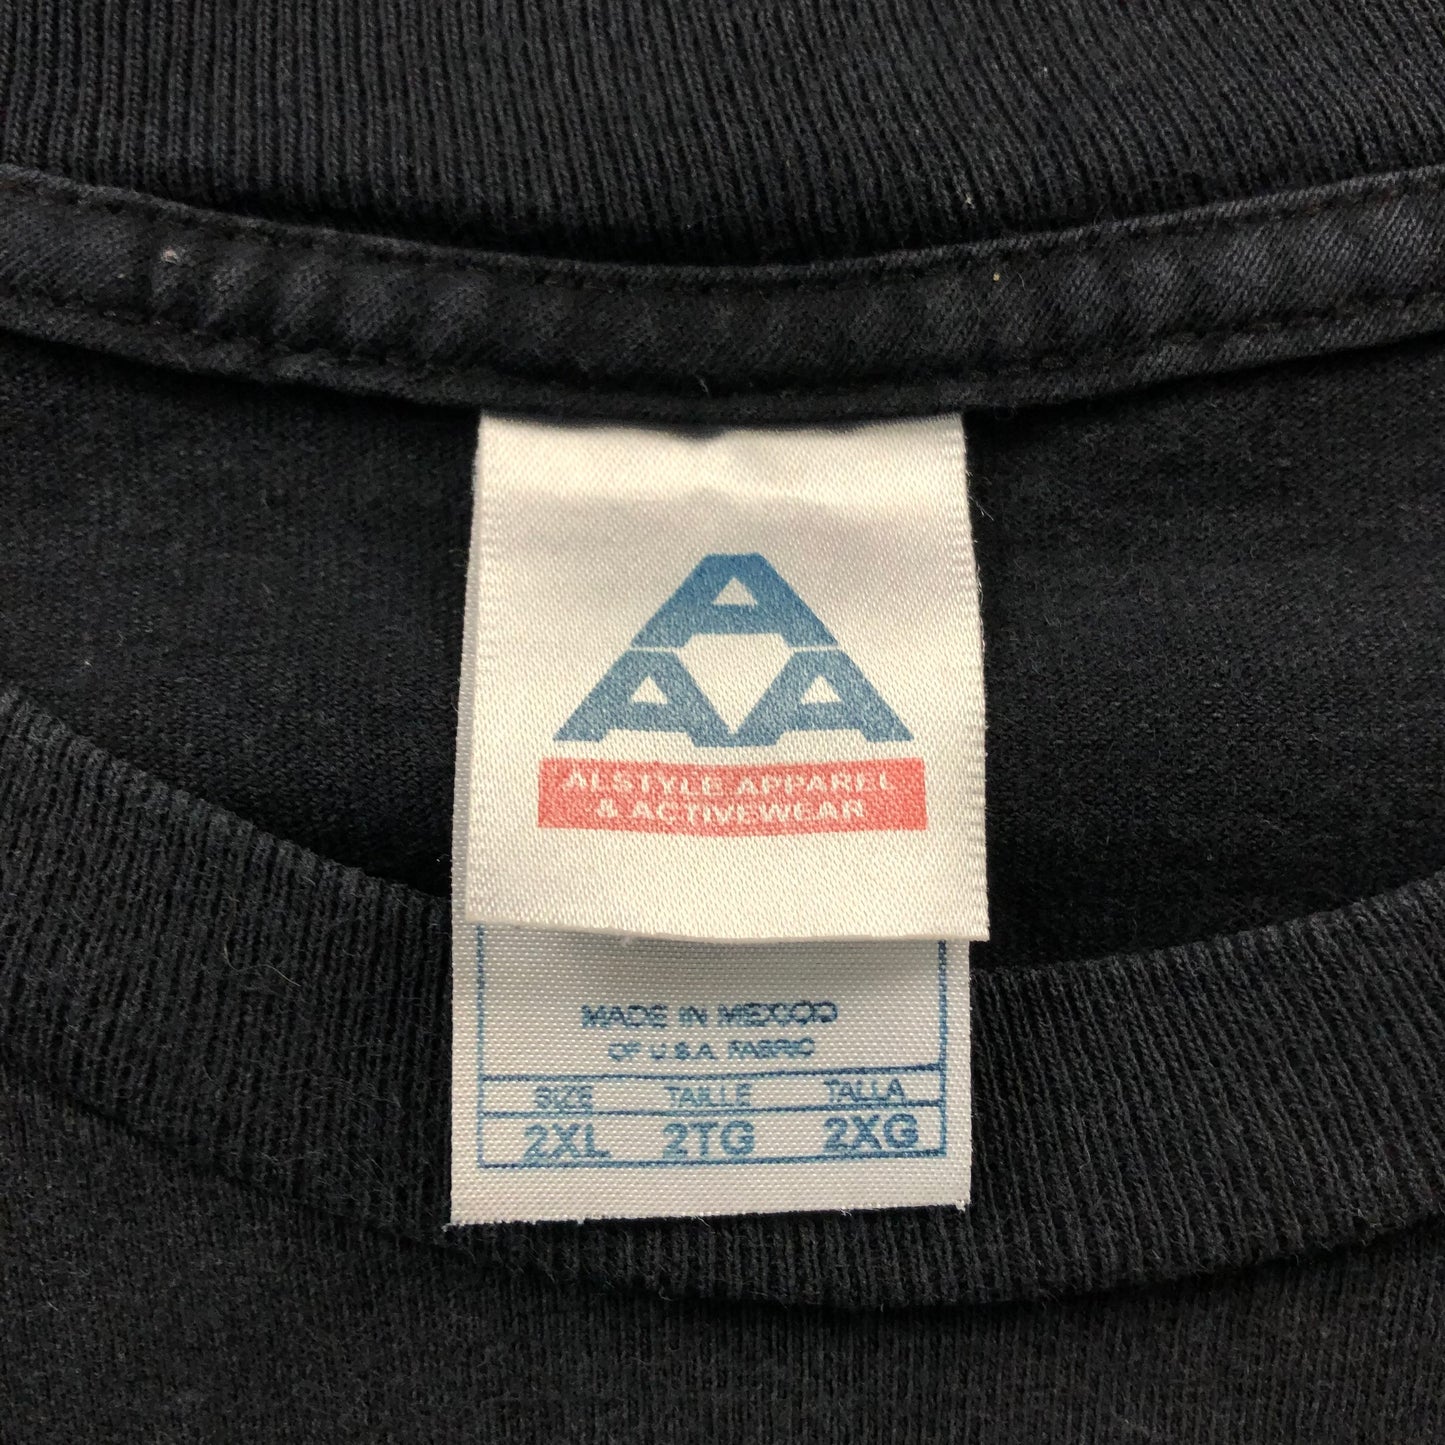 A
A A
ALSTYLE APPAREL
& ACTIVEWEAR
MADE IN MEXICO
OF U.S.A. FABRIC
SIZE TAILLE TALLA
2XL 2TG 2XG